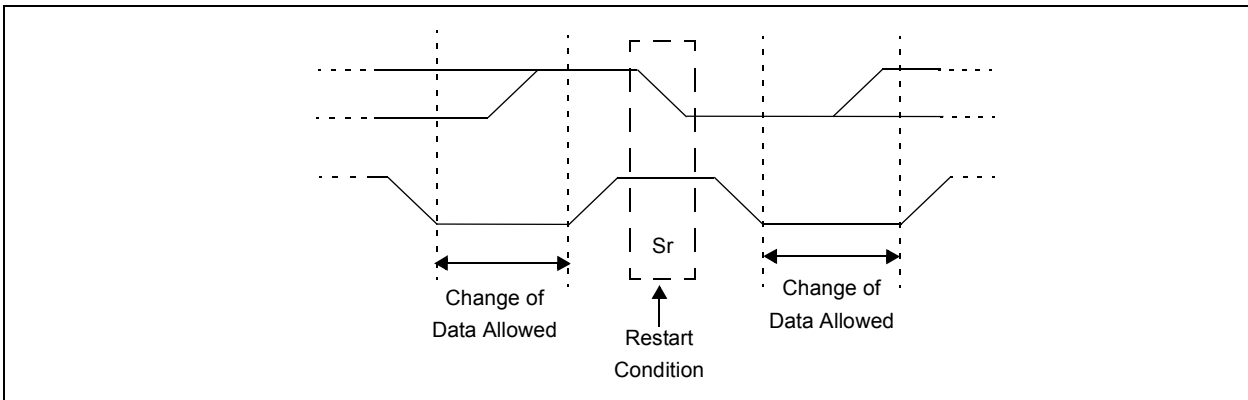 Sr
Change of
Data Allowed
Restart
Condition
Change of
Data Allowed